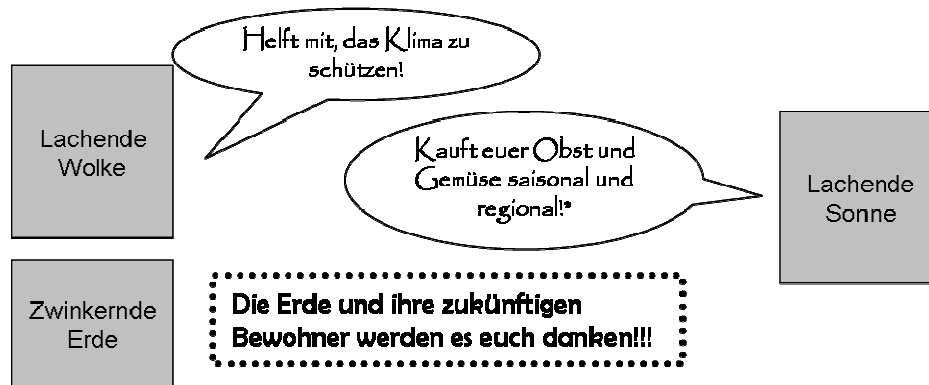 Helft mit, das Klima zu
schützen!
Lachende
Wolke
Kauft euer Obst und
Gemüse saisonal und
regional!*
Lachende
Sonne
Zwinkernde
Erde
Die Erde und ihre zukünftigen
Bewohner werden es euch danken!!!